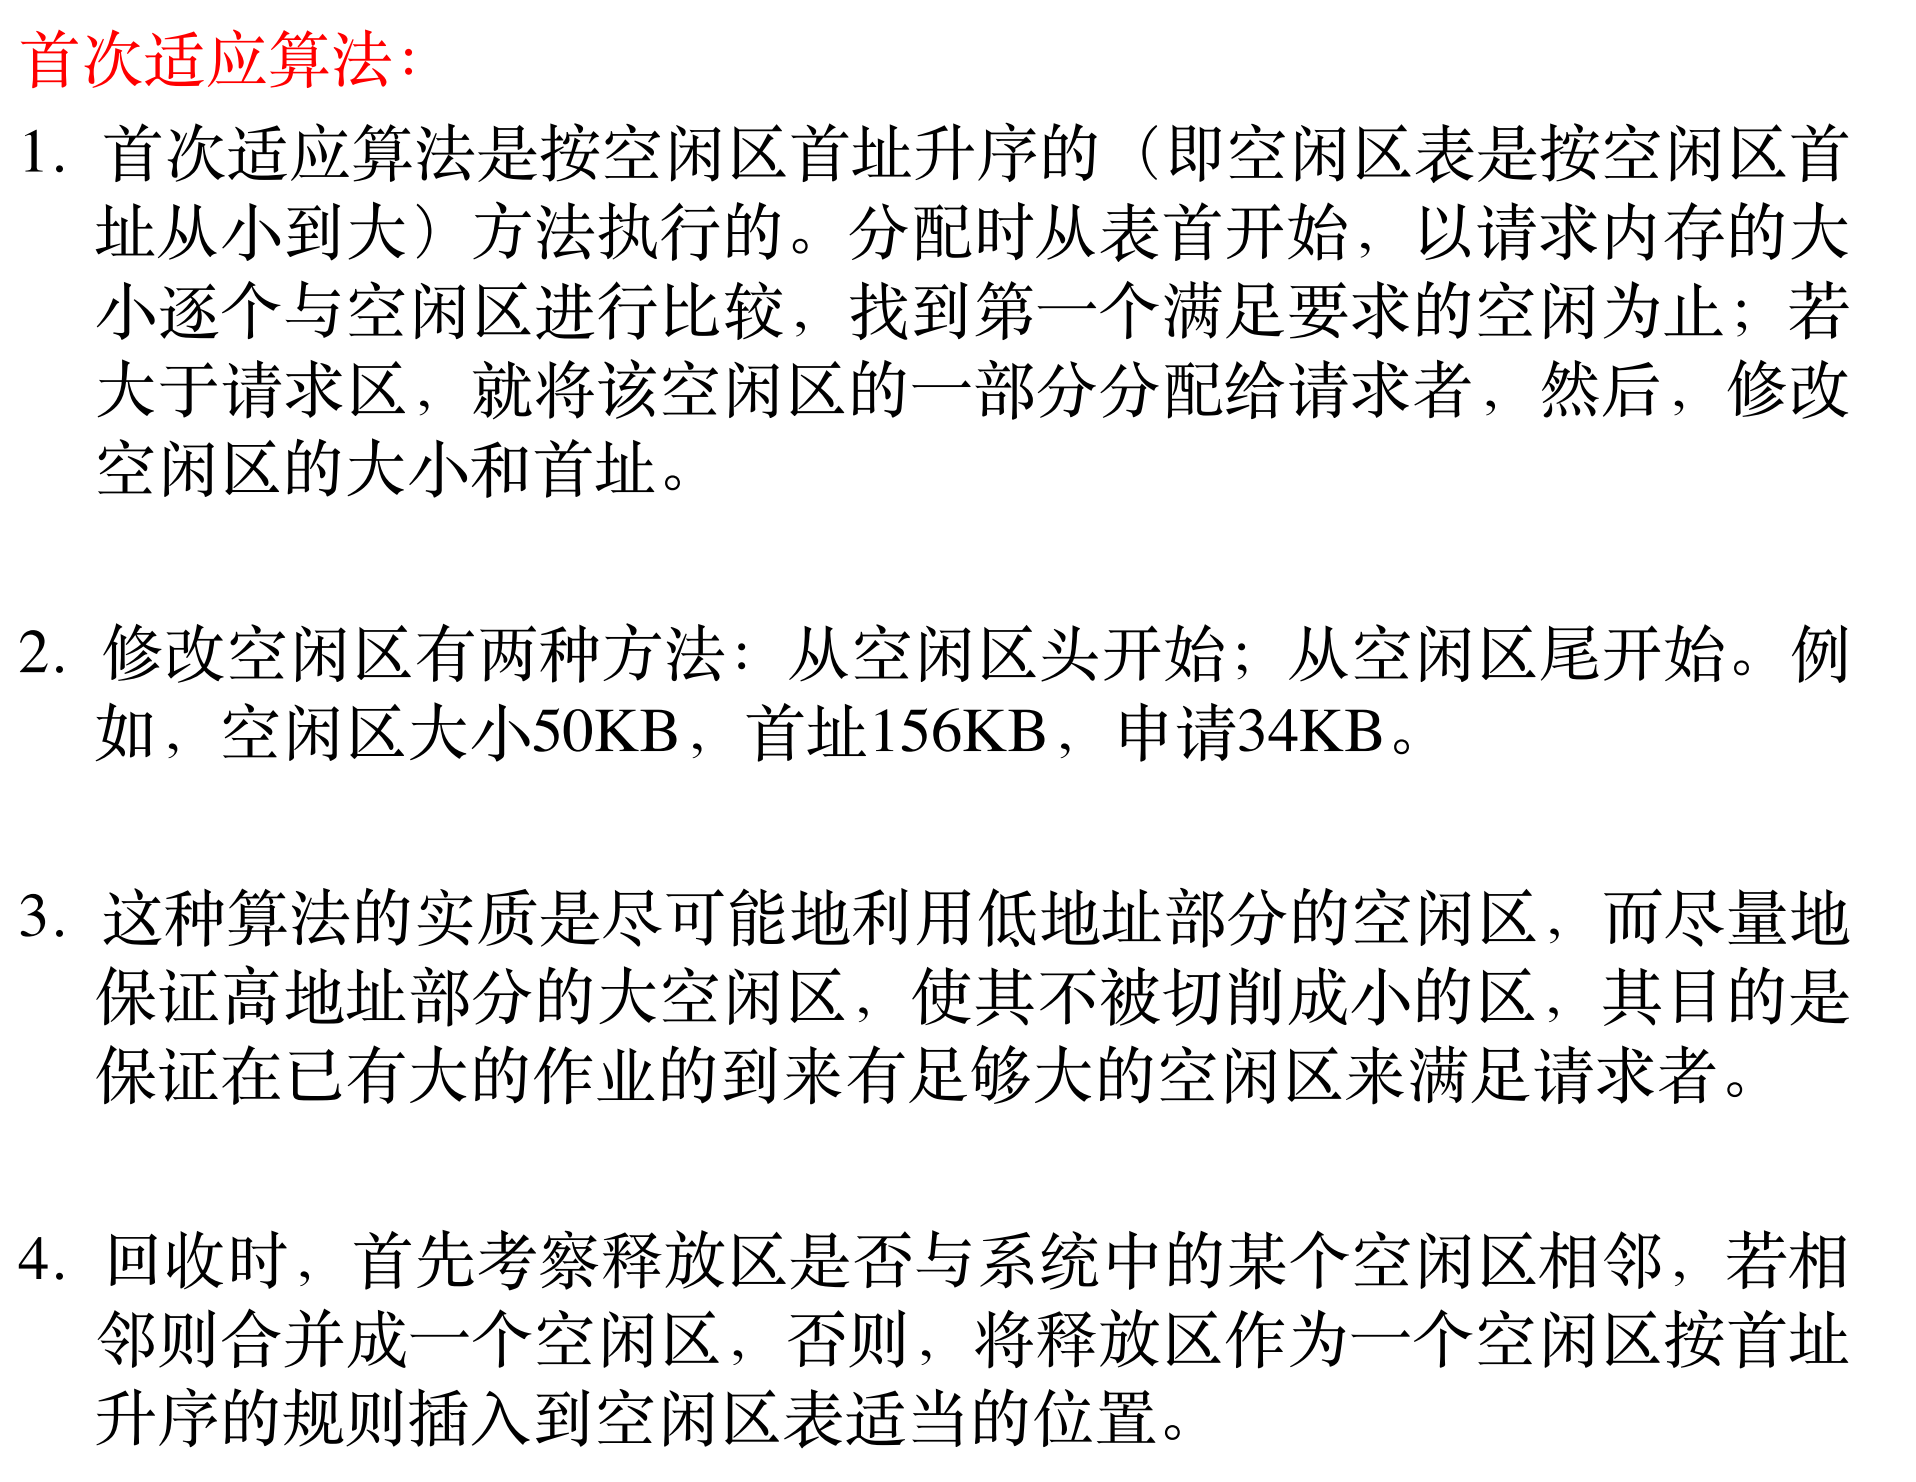 首次适应算法：
1. 首次适应算法是按空闲区首址升序的（即空闲区表是按空闲区首
址从小到大）方法执行的。分配时从表首开始，以请求内存的大
小逐个与空闲区进行比较，找到第一个满足要求的空闲为止；若
大于请求区，就将该空闲区的一部分分配给请求者，然后，修改
空闲区的大小和首址。
2. 修改空闲区有两种方法：从空闲区头开始；从空闲区尾开始。例
如，空闲区大小50KB，首址156KB，申请34KB。
3. 这种算法的实质是尽可能地利用低地址部分的空闲区，而尽量地
保证高地址部分的大空闲区，使其不被切削成小的区，其目的是
保证在已有大的作业的到来有足够大的空闲区来满足请求者。
4. 回收时，首先考察释放区是否与系统中的某个空闲区相邻，若相
邻则合并成一个空闲区，否则，将释放区作为一个空闲区按首址
升序的规则插入到空闲区表适当的位置。